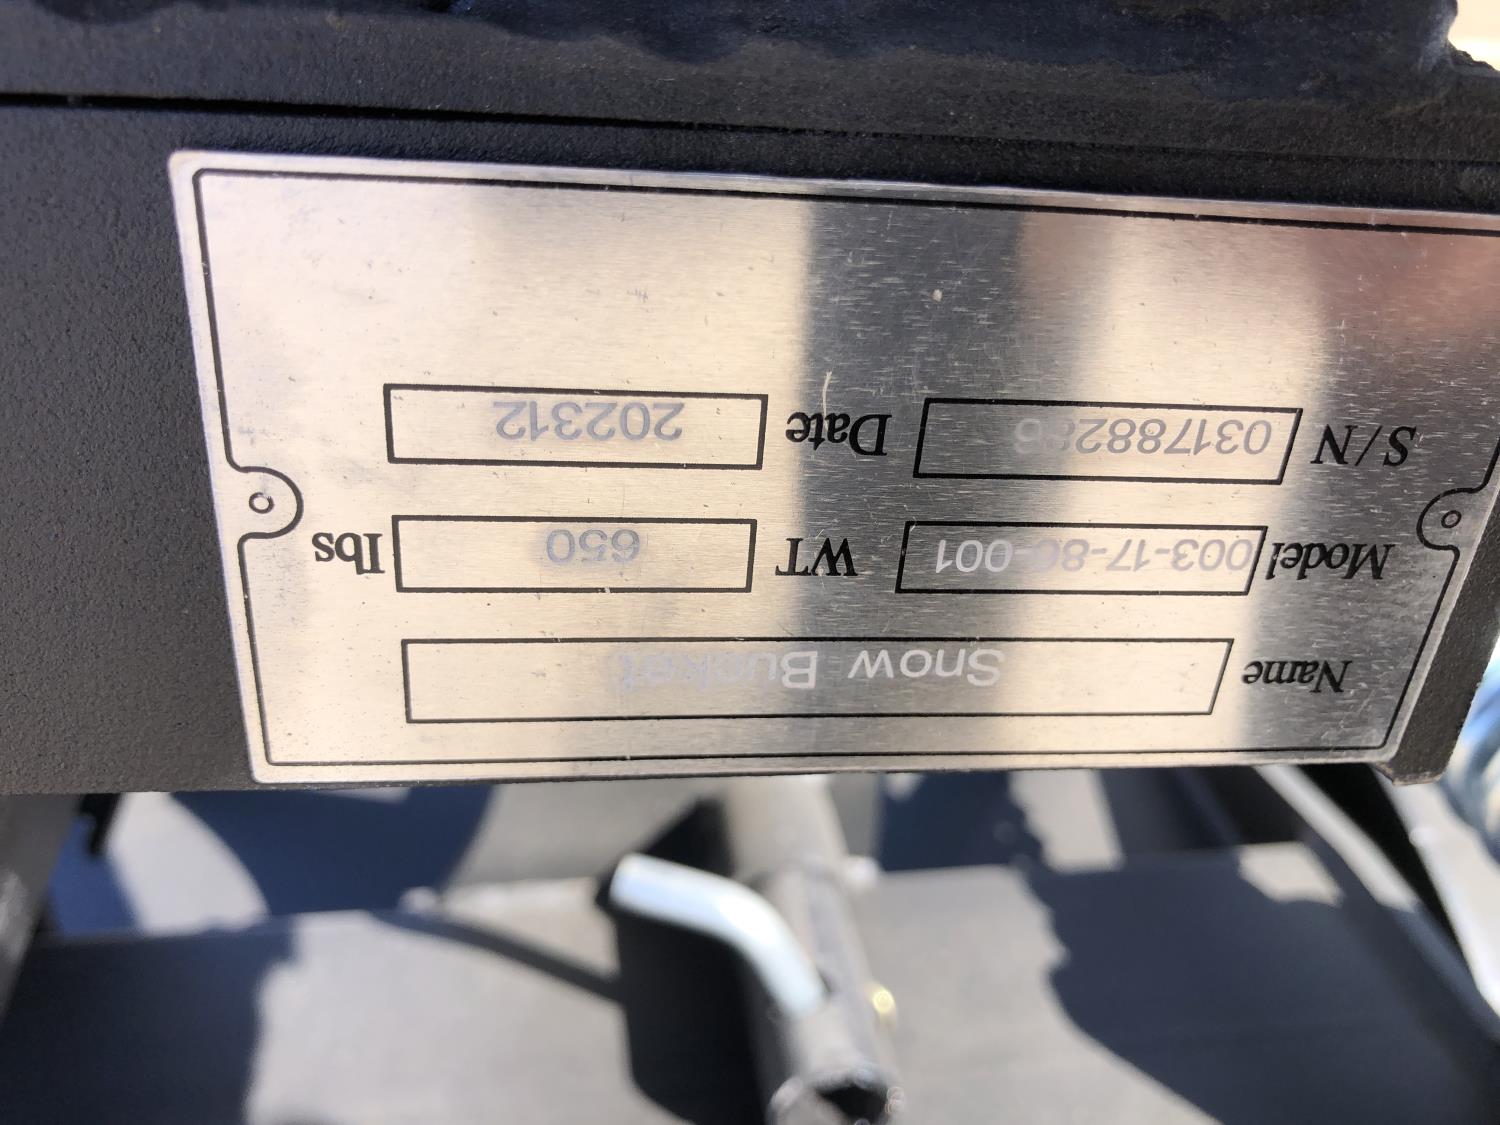 Name Snow Bucket
Model WT 650 lbs
S/N Date 202312